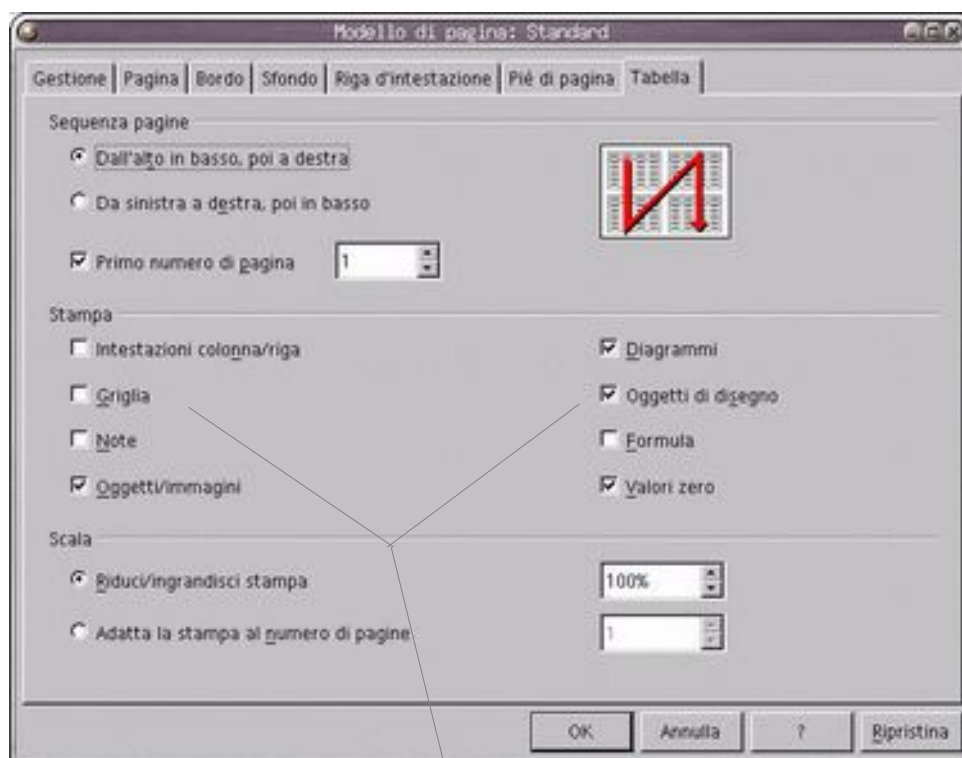 Modello di pagina: Standard
Gestione Pagina Bordo Sfondo Riga d'intestazione Piè di pagina Tabella
Sequenza pagine
Dall'alto in basso, poi a destra
Da sinistra a destra, poi in basso
Primo numero di pagina 1
Stampa
Intestazioni colonna/riga Diagrammi
Griglia Oggetti di disegno
Note Formula
Oggetti/immagini Valori zero
Scala
Riduci/ingrandisci stampa 100%
Adatta la stampa al numero di pagine 1
OK Annulla ? Ripristina